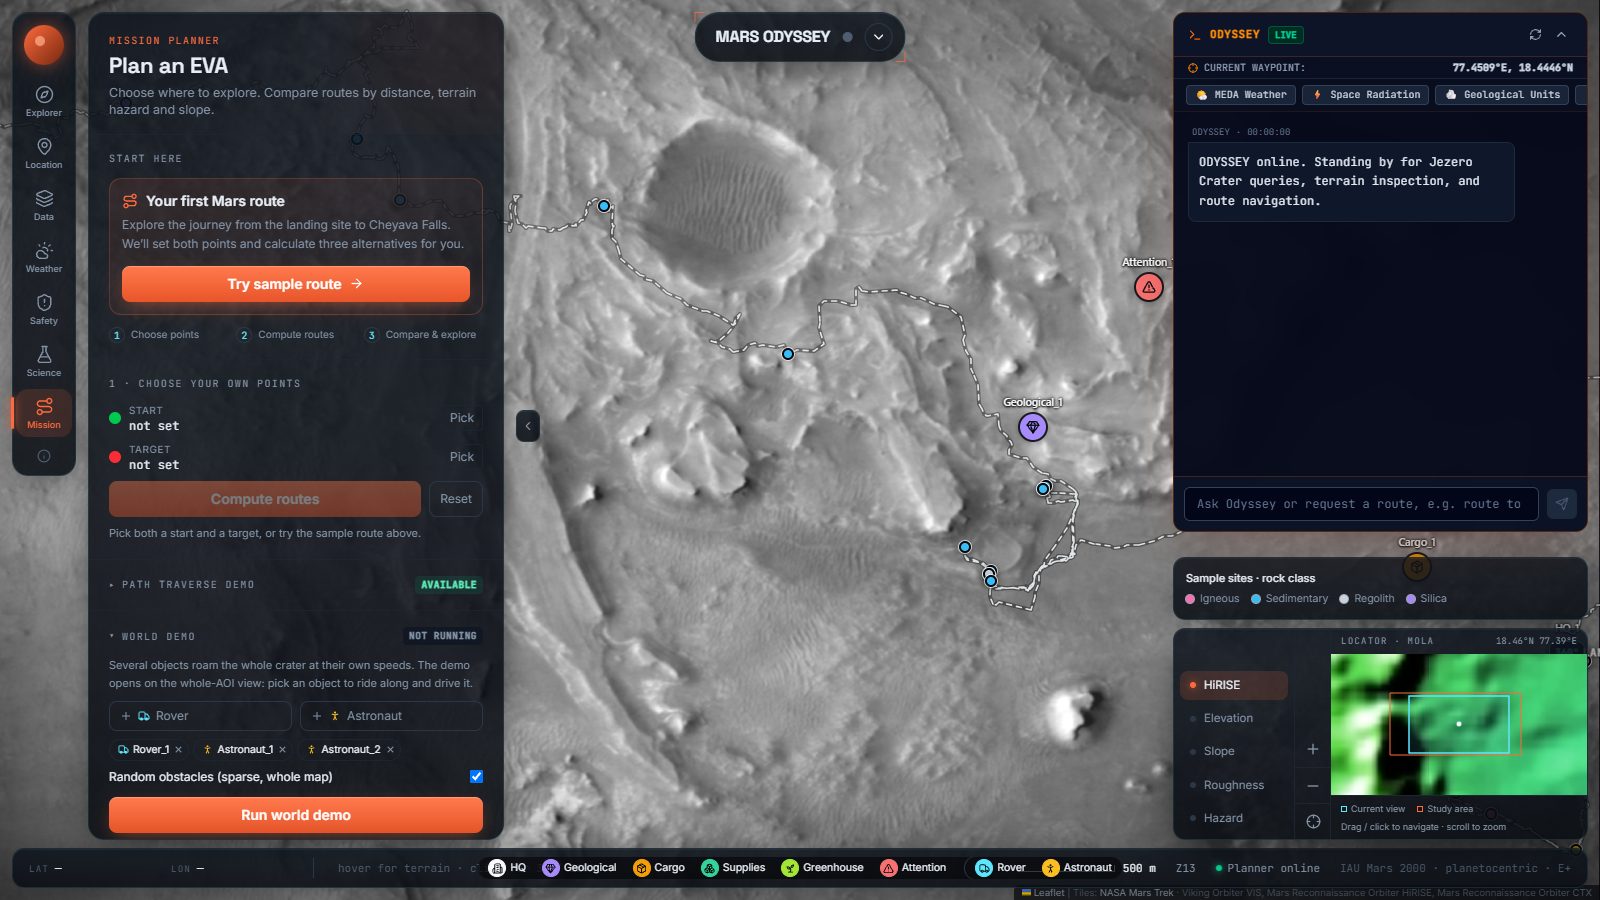 Explorer
Location
Data
Weather
Safety
Science
Mission
MISSION PLANNER
Plan an EVA
Choose where to explore. Compare routes by distance, terrain
hazard and slope.
START HERE
Your first Mars route
Explore the journey from the landing site to Cheyava Falls.
We'll set both points and calculate three alternatives for you.
Try sample route →
1 Choose points
2 Compute routes
3 Compare & explore
1 · CHOOSE YOUR OWN POINTS
START
not set
Pick
TARGET
not set
Pick
Compute routes
Reset
Pick both a start and a target, or try the sample route above.
PATH TRAVERSE DEMO
AVAILABLE
WORLD DEMO
NOT RUNNING
Several objects roam the whole crater at their own speeds. The demo
opens on the whole-AOI view: pick an object to ride along and drive it.
+ Rover
+ Astronaut
Rover_1 ×
Astronaut_1 ×
Astronaut_2 ×
Random obstacles (sparse, whole map)
Run world demo
MARS ODYSSEY
Attention_
Geological_1
Cargo_1
ODYSSEY
LIVE
CURRENT WAYPOINT:
77.4509°E, 18.4446°N
MEDA Weather
Space Radiation
Geological Units
ODYSSEY · 00:00:00
ODYSSEY online. Standing by for Jezero
Crater queries, terrain inspection, and
route navigation.
Ask Odyssey or request a route, e.g. route to
Sample sites · rock class
Igneous
Sedimentary
Regolith
Silica
LOCATOR · MOLA
18.46°N 77.39°E
HiRISE
Elevation
Slope
Roughness
Hazard
Current view
Study area
Drag / click to navigate · scroll to zoom
LAT —
LON —
hover for terrain · c
HQ
Geological
Cargo
Supplies
Greenhouse
Attention
Rover
Astronaut
500 m
Z13
Planner online
IAU Mars 2000 · planetocentric · E+
Leaflet | Tiles: NASA Mars Trek · Viking Orbiter VIS, Mars Reconnaissance Orbiter HiRISE, Mars Reconnaissance Orbiter CTX